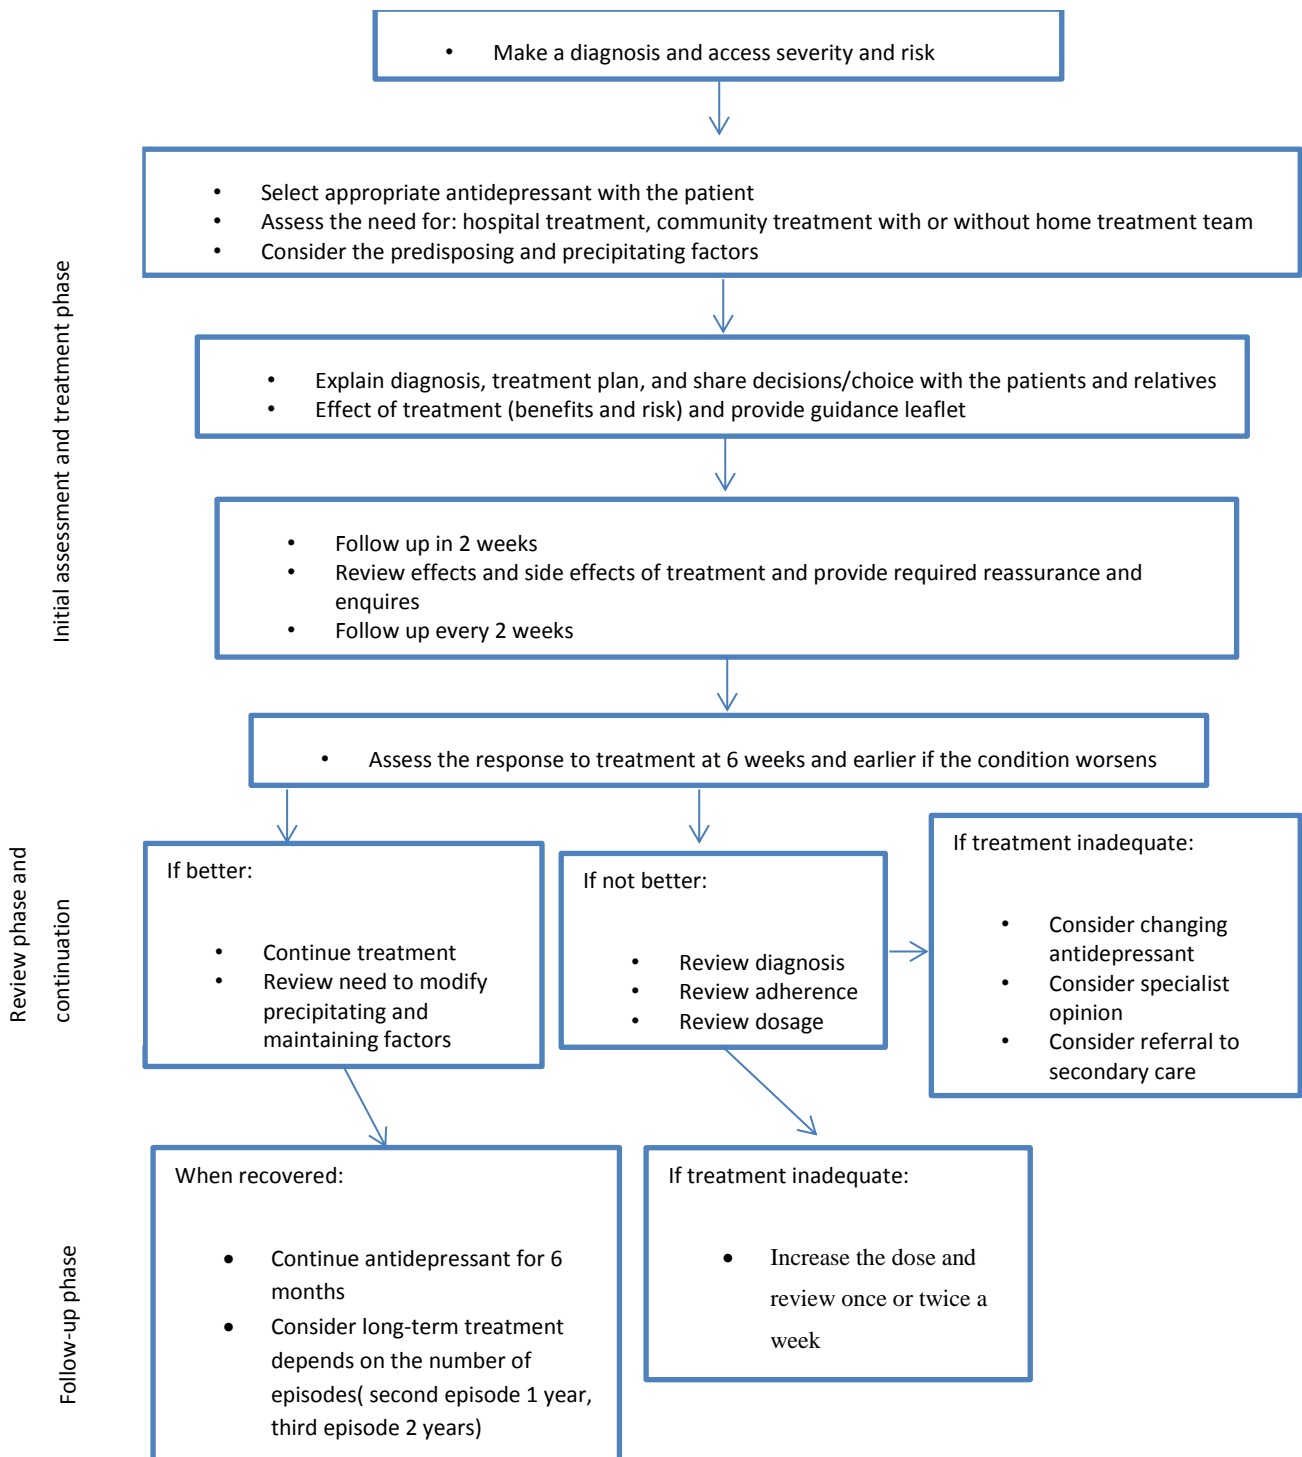 • Make a diagnosis and access severity and risk
Initial assessment and treatment phase
• Select appropriate antidepressant with the patient
• Assess the need for: hospital treatment, community treatment with or without home treatment team
• Consider the predisposing and precipitating factors
• Explain diagnosis, treatment plan, and share decisions/choice with the patients and relatives
• Effect of treatment (benefits and risk) and provide guidance leaflet
• Follow up in 2 weeks
• Review effects and side effects of treatment and provide required reassurance and
enquires
• Follow up every 2 weeks
• Assess the response to treatment at 6 weeks and earlier if the condition worsens
Review phase and
continuation
If better:
• Continue treatment
• Review need to modify
precipitating and
maintaining factors
If not better:
• Review diagnosis
• Review adherence
• Review dosage
If treatment inadequate:
• Consider changing
antidepressant
• Consider specialist
opinion
• Consider referral to
secondary care
Follow-up phase
When recovered:
• Continue antidepressant for 6
months
• Consider long-term treatment
depends on the number of
episodes( second episode 1 year,
third episode 2 years)
If treatment inadequate:
• Increase the dose and
review once or twice a
week